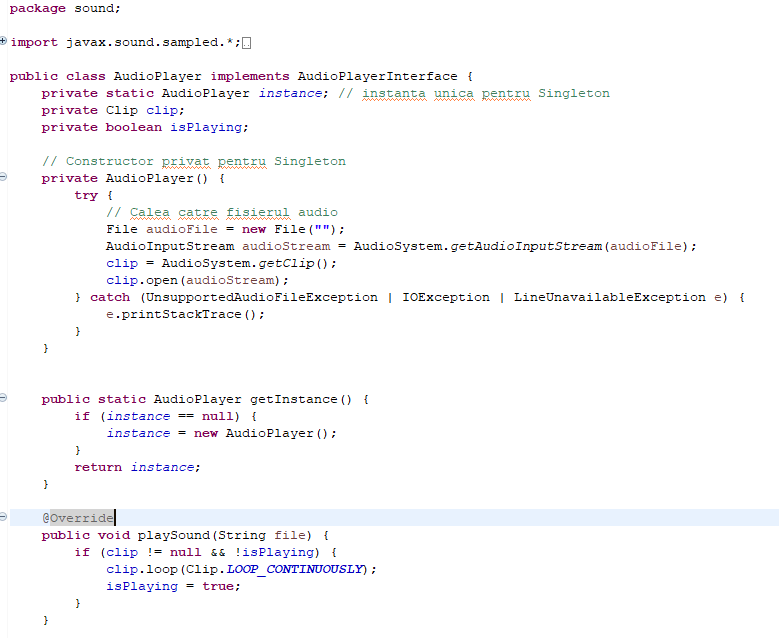 package sound;
import javax.sound.sampled.*;
public class AudioPlayer implements AudioPlayerInterface {
    private static AudioPlayer instance; // instanta unica pentru Singleton
    private Clip clip;
    private boolean isPlaying;
    // Constructor privat pentru Singleton
    private AudioPlayer() {
        try {
            // Calea catre fisierul audio
            File audioFile = new File("");
            AudioInputStream audioStream = AudioSystem.getAudioInputStream(audioFile);
            clip = AudioSystem.getClip();
            clip.open(audioStream);
        } catch (UnsupportedAudioFileException | IOException | LineUnavailableException e) {
            e.printStackTrace();
        }
    }
    public static AudioPlayer getInstance() {
        if (instance == null) {
            instance = new AudioPlayer();
        }
        return instance;
    }
    @Override
    public void playSound(String file) {
        if (clip != null && !isPlaying) {
            clip.loop(Clip.LOOP_CONTINUOUSLY);
            isPlaying = true;
        }
    }